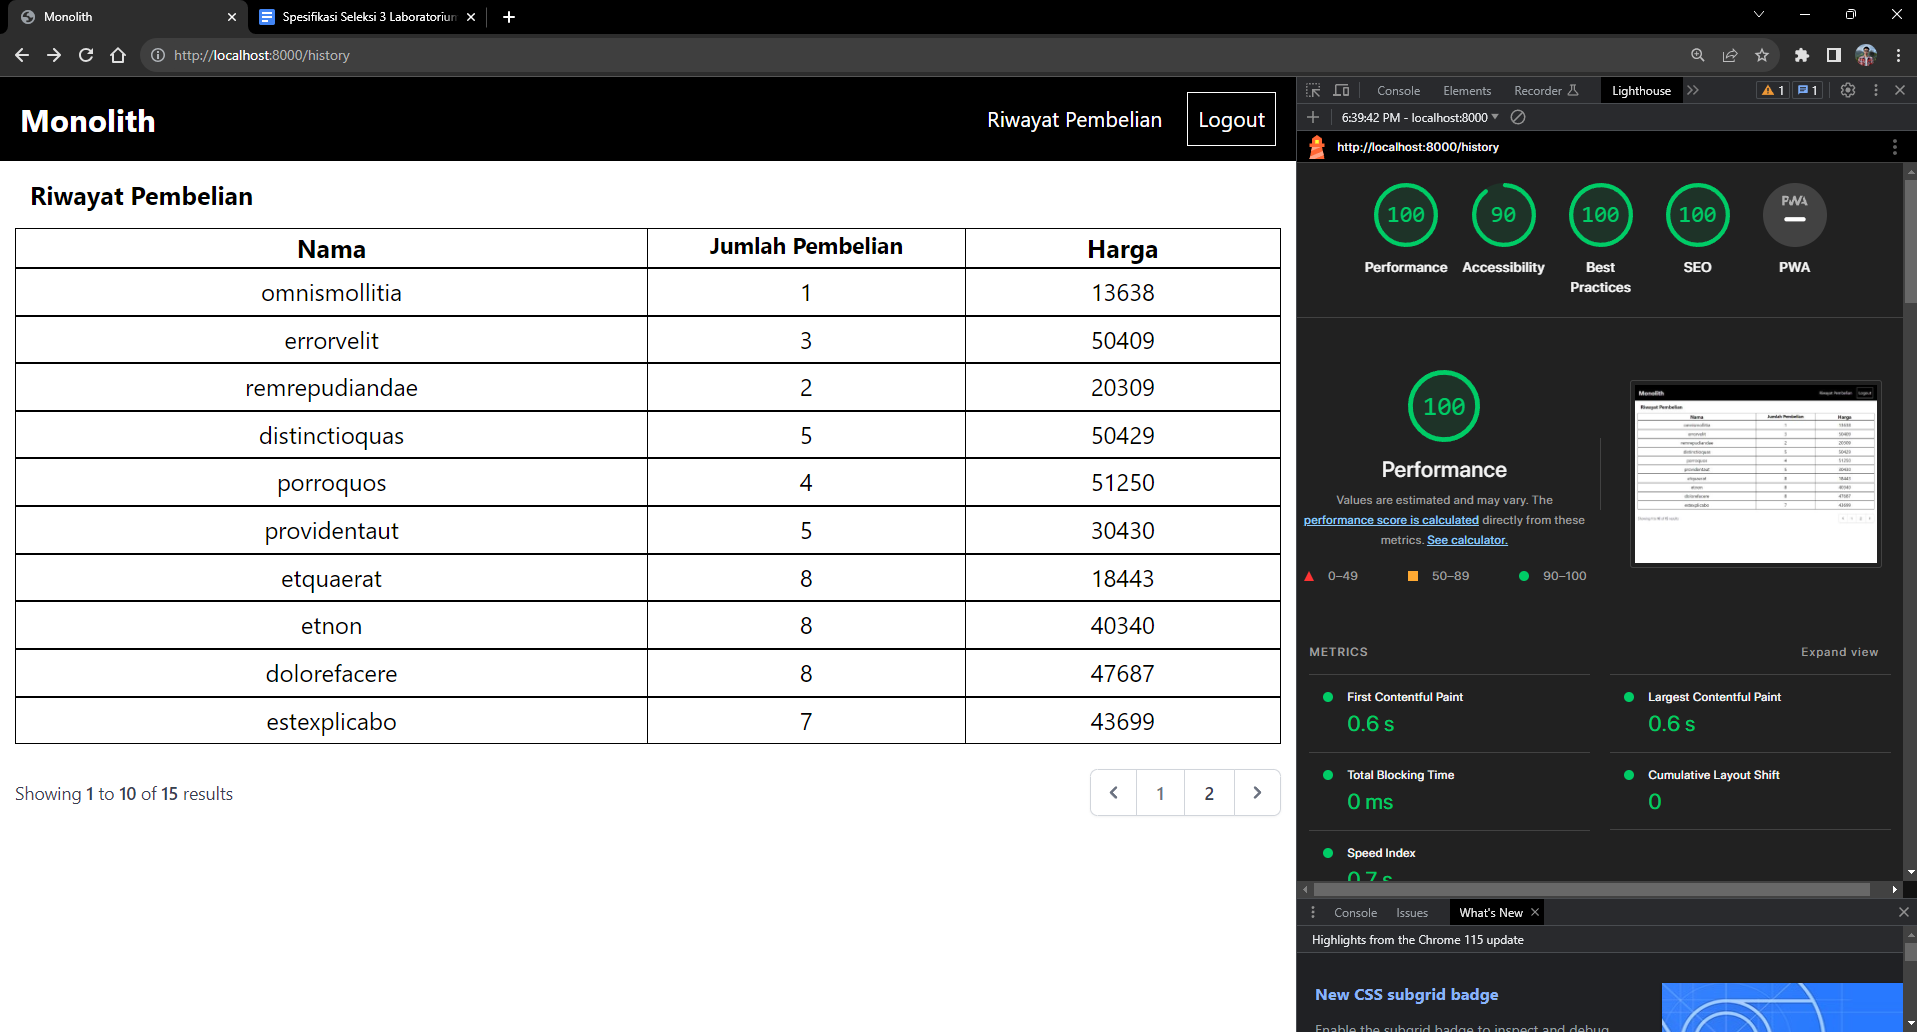 Monolith
Spesifikasi Seleksi 3 Laboratorium
http://localhost:8000/history
Monolith
Riwayat Pembelian
Logout
Riwayat Pembelian
Nama Jumlah Pembelian Harga
omnismollitia 1 13638
errorvelit 3 50409
remrepudiandae 2 20309
distinctioquas 5 50429
porroquos 4 51250
providentaut 5 30430
etquaerat 8 18443
etnon 8 40340
dolorefacere 8 47687
estexplicabo 7 43699
Showing 1 to 10 of 15 results
1 2
Console Elements Recorder Lighthouse 1 1
6:39:42 PM - localhost:8000
http://localhost:8000/history
100 90 100 100 PWA
Performance Accessibility Best Practices SEO PWA
100
Performance
Values are estimated and may vary. The
performance score is calculated directly from these
metrics. See calculator.
0–49 50–89 90–100
METRICS
Expand view
First Contentful Paint
0.6 s
Largest Contentful Paint
0.6 s
Total Blocking Time
0 ms
Cumulative Layout Shift
0
Speed Index
0.7 s
Console Issues What's New
Highlights from the Chrome 115 update
New CSS subgrid badge
Enable the subgrid badge to inspect and debug